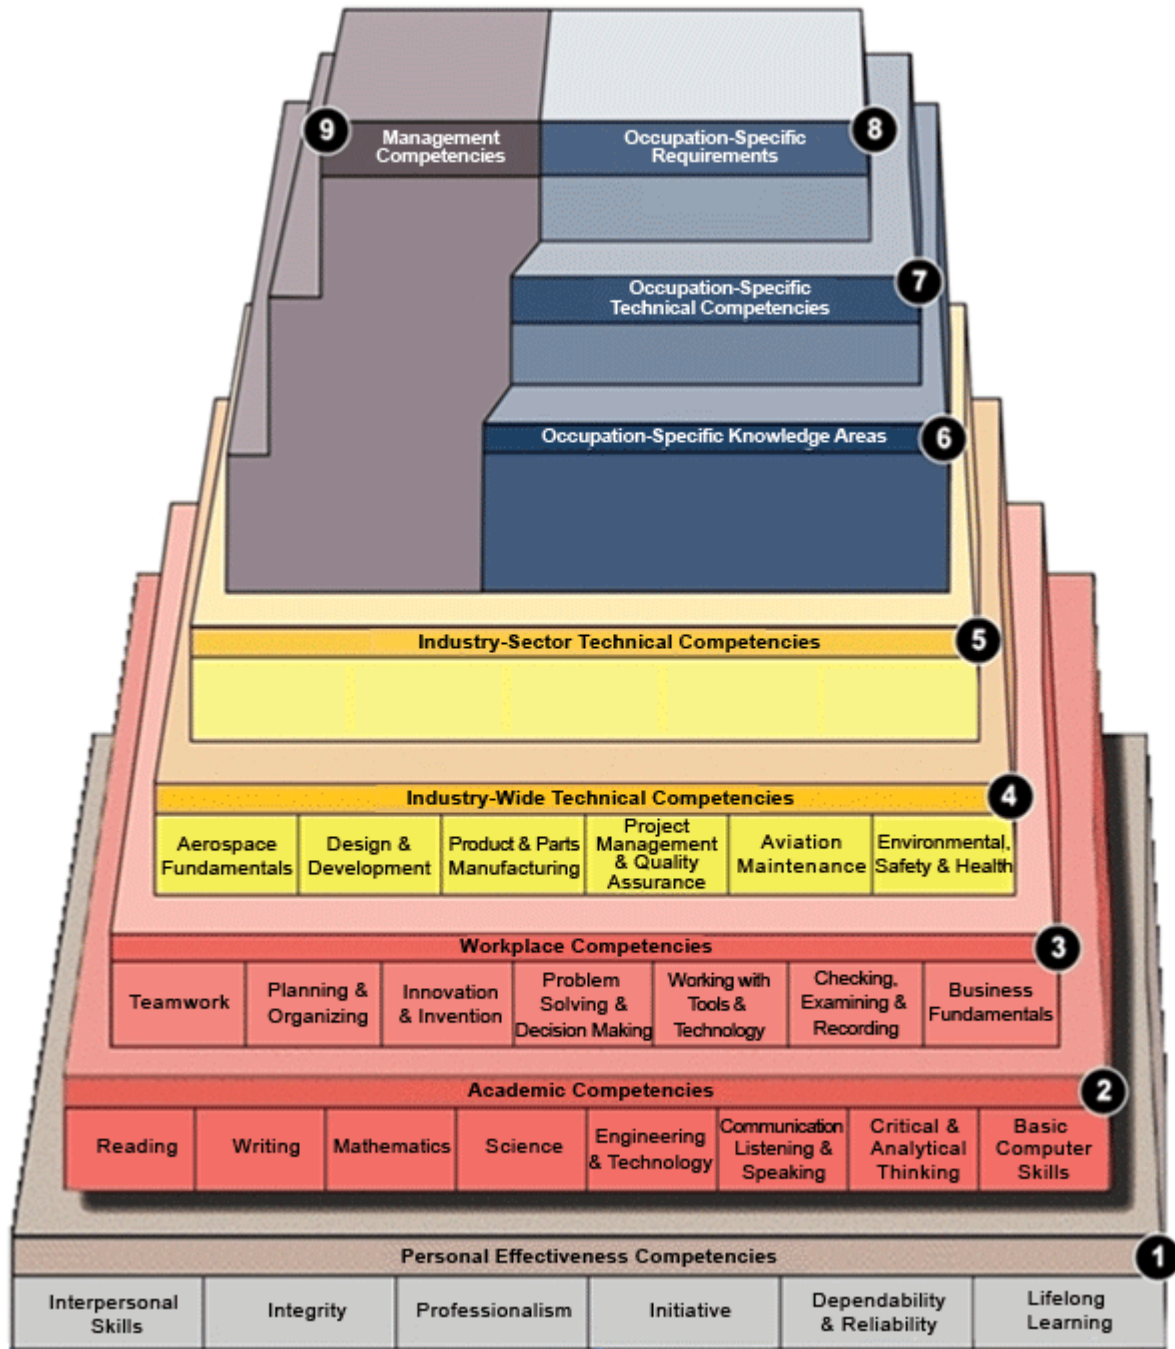 9
Management
Competencies
Occupation-Specific
Requirements
8
Occupation-Specific
Technical Competencies
7
Occupation-Specific Knowledge Areas
6
Industry-Sector Technical Competencies
5
Industry-Wide Technical Competencies
4
Aerospace
Fundamentals
Design &
Development
Product & Parts
Manufacturing
Project
Management
& Quality
Assurance
Aviation
Maintenance
Environmental,
Safety & Health
Workplace Competencies
3
Teamwork
Planning &
Organizing
Innovation
& Invention
Problem
Solving &
Decision Making
Working with
Tools &
Technology
Checking,
Examining &
Recording
Business
Fundamentals
Academic Competencies
2
Reading
Writing
Mathematics
Science
Engineering
& Technology
Communication
Listening &
Speaking
Critical &
Analytical
Thinking
Basic
Computer
Skills
Personal Effectiveness Competencies
1
Interpersonal
Skills
Integrity
Professionalism
Initiative
Dependability
& Reliability
Lifelong
Learning